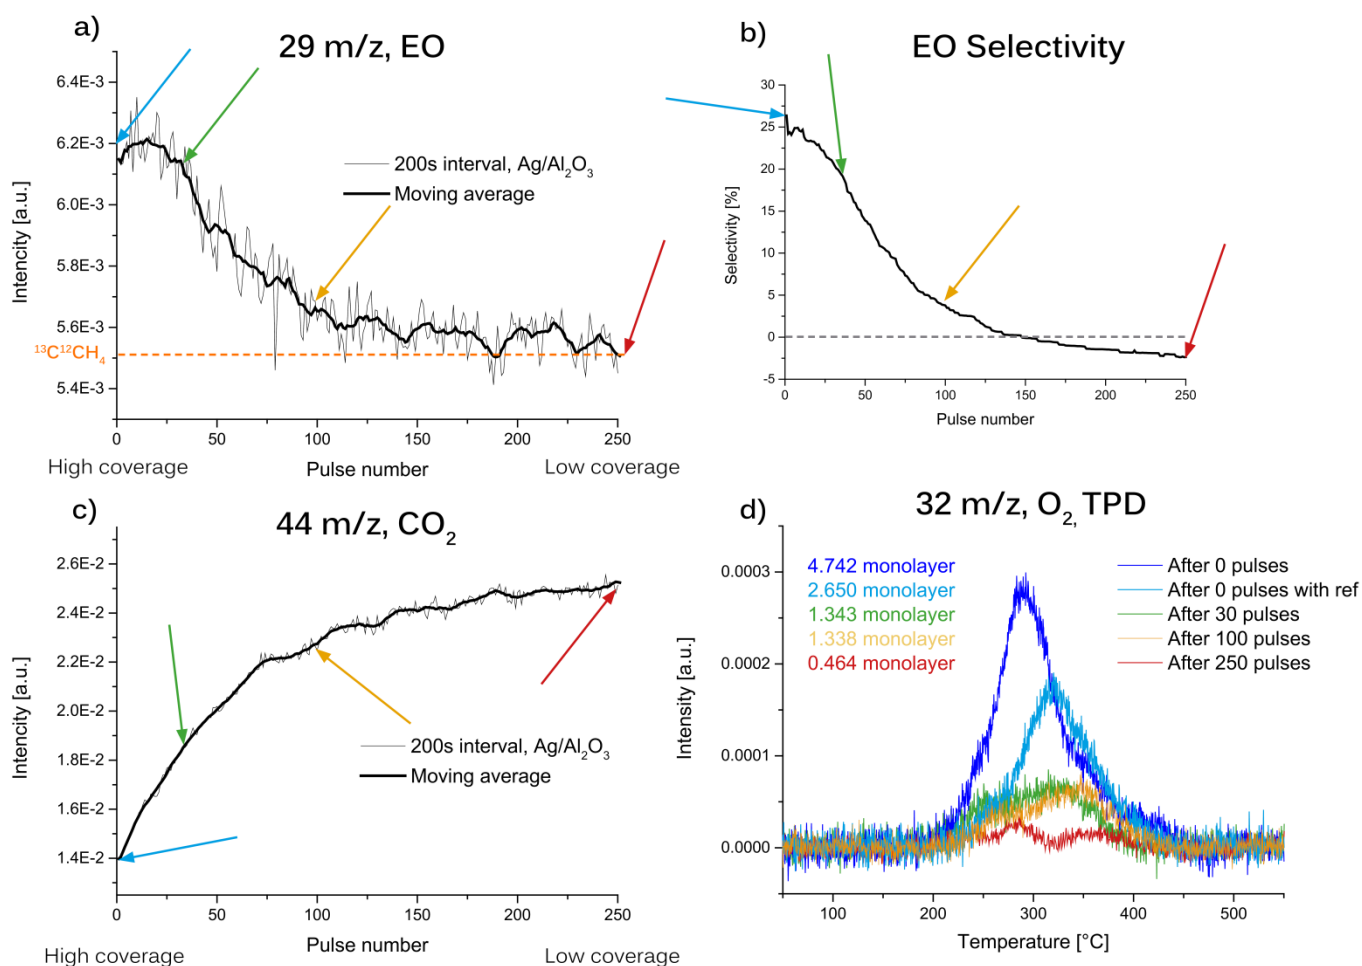 a)
29 m/z, EO
6.4E-3
6.2E-3
6.0E-3
5.8E-3
5.6E-3
5.4E-3
¹³C¹²CH₄
Intencity [a.u.]
200s interval, Ag/Al₂O₃
Moving average
0 50 100 150 200 250
High coverage Pulse number Low coverage
b)
EO Selectivity
30
25
20
15
10
5
0
-5
Selectivity [%]
0 25 50 75 100 125 150 175 200 225 250
Pulse number
c)
44 m/z, CO₂
2.6E-2
2.4E-2
2.2E-2
2.0E-2
1.8E-2
1.6E-2
1.4E-2
Intencity [a.u.]
200s interval, Ag/Al₂O₃
Moving average
0 50 100 150 200 250
High coverage Pulse number Low coverage
d)
32 m/z, O₂, TPD
4.742 monolayer After 0 pulses
2.650 monolayer After 0 pulses with ref
1.343 monolayer After 30 pulses
1.338 monolayer After 100 pulses
0.464 monolayer After 250 pulses
0.0003
0.0002
0.0001
0.0000
Intensity [a.u.]
100 200 300 400 500
Temperature [°C]